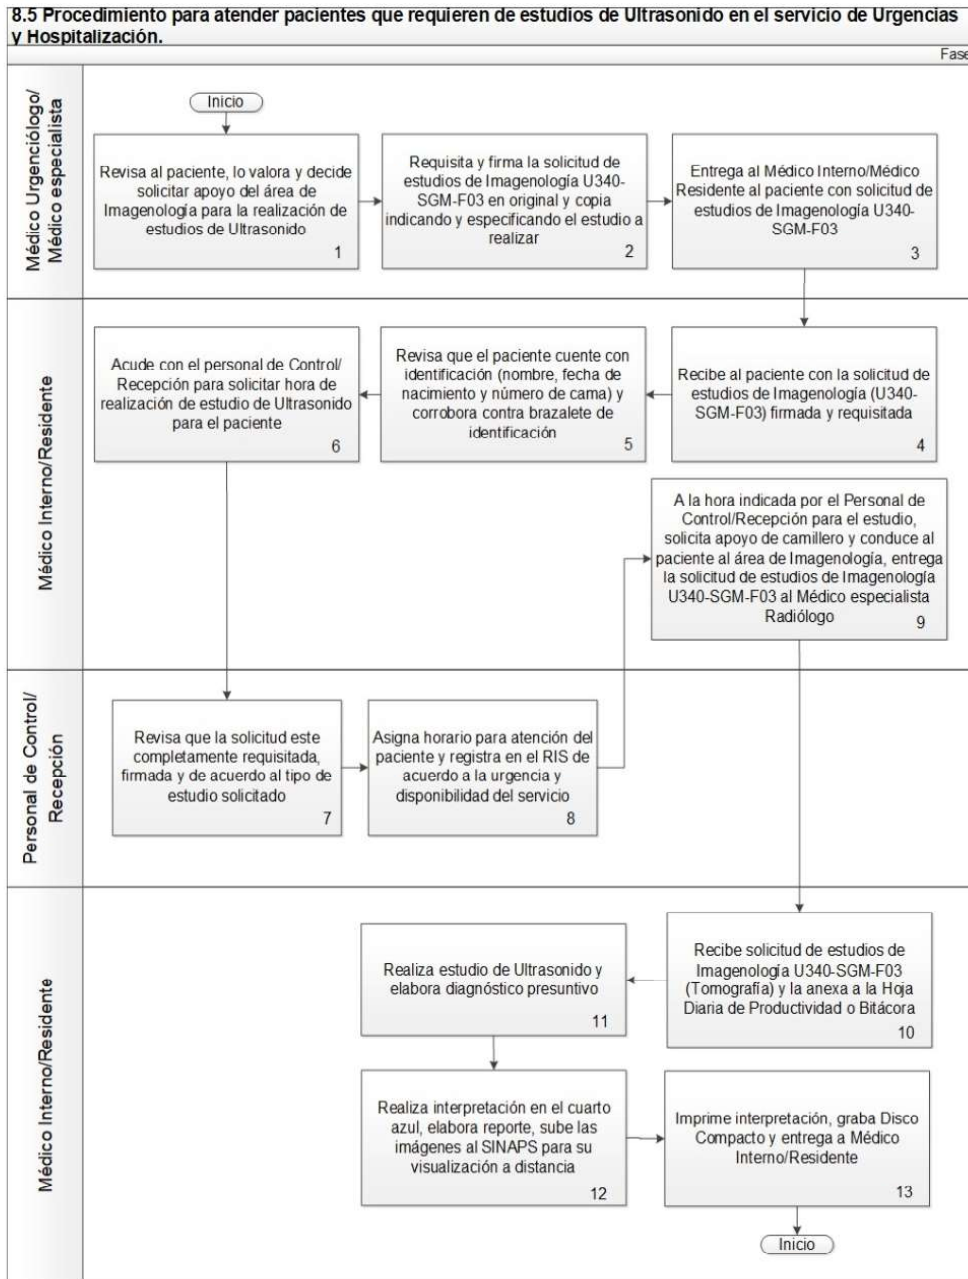 8.5 Procedimiento para atender pacientes que requieren de estudios de Ultrasonido en el servicio de Urgencias
y Hospitalización.
Fase
Médico Urgenciólogo/
Médico especialista
Inicio
Revisa al paciente, lo valora y decide
solicitar apoyo del área de
Imagenología para la realización de
estudios de Ultrasonido
1
Requisita y firma la solicitud de
estudios de Imagenología U340-
SGM-F03 en original y copia
indicando y especificando el estudio a
realizar
2
Entrega al Médico Interno/Médico
Residente al paciente con solicitud de
estudios de Imagenología U340-
SGM-F03
3
Médico Interno/Residente
Recibe al paciente con la solicitud de
estudios de Imagenología (U340-
SGM-F03) firmada y requisitada
4
Revisa que el paciente cuente con
identificación (nombre, fecha de
nacimiento y número de cama) y
corrobora contra brazalete de
identificación
5
Acude con el personal de Control/
Recepción para solicitar hora de
realización de estudio de Ultrasonido
para el paciente
6
Personal de Control/
Recepción
Revisa que la solicitud este
completamente requisitada,
firmada y de acuerdo al tipo de
estudio solicitado
7
Asigna horario para atención del
paciente y registra en el RIS de
acuerdo a la urgencia y
disponibilidad del servicio
8
A la hora indicada por el Personal de
Control/Recepción para el estudio,
solicita apoyo de camillero y conduce al
paciente al área de Imagenología, entrega
la solicitud de estudios de Imagenología
U340-SGM-F03 al Médico especialista
Radiólogo
9
Médico Interno/Residente
Recibe solicitud de estudios de
Imagenología U340-SGM-F03
(Tomografía) y la anexa a la Hoja
Diaria de Productividad o Bitácora
10
Realiza estudio de Ultrasonido y
elabora diagnóstico presuntivo
11
Realiza interpretación en el cuarto
azul, elabora reporte, sube las
imágenes al SINAPS para su
visualización a distancia
12
Imprime interpretación, graba Disco
Compacto y entrega a Médico
Interno/Residente
13
Inicio